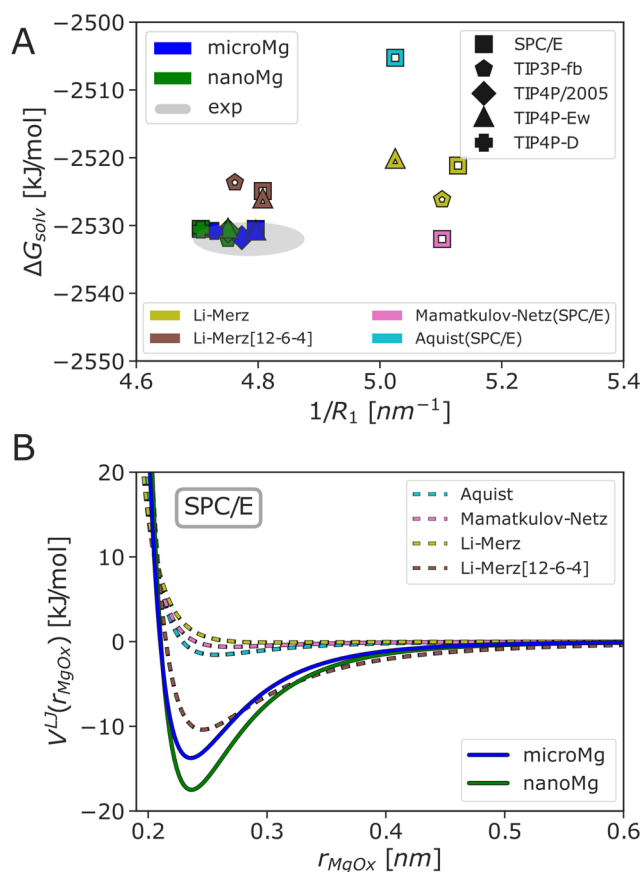 A
ΔG_solv [kJ/mol]
−2500
−2510
−2520
−2530
−2540
−2550
microMg
nanoMg
exp
SPC/E
TIP3P-fb
TIP4P/2005
TIP4P-Ew
TIP4P-D
Li-Merz
Li-Merz[12-6-4]
Mamatkulov-Netz(SPC/E)
Aquist(SPC/E)
4.6 4.8 5.0 5.2 5.4
1/R_1 [nm^−1]
B
V^LJ(r_MgOx) [kJ/mol]
20
10
0
−10
−20
SPC/E
Aquist
Mamatkulov-Netz
Li-Merz
Li-Merz[12-6-4]
microMg
nanoMg
0.2 0.3 0.4 0.5 0.6
r_MgOx [nm]